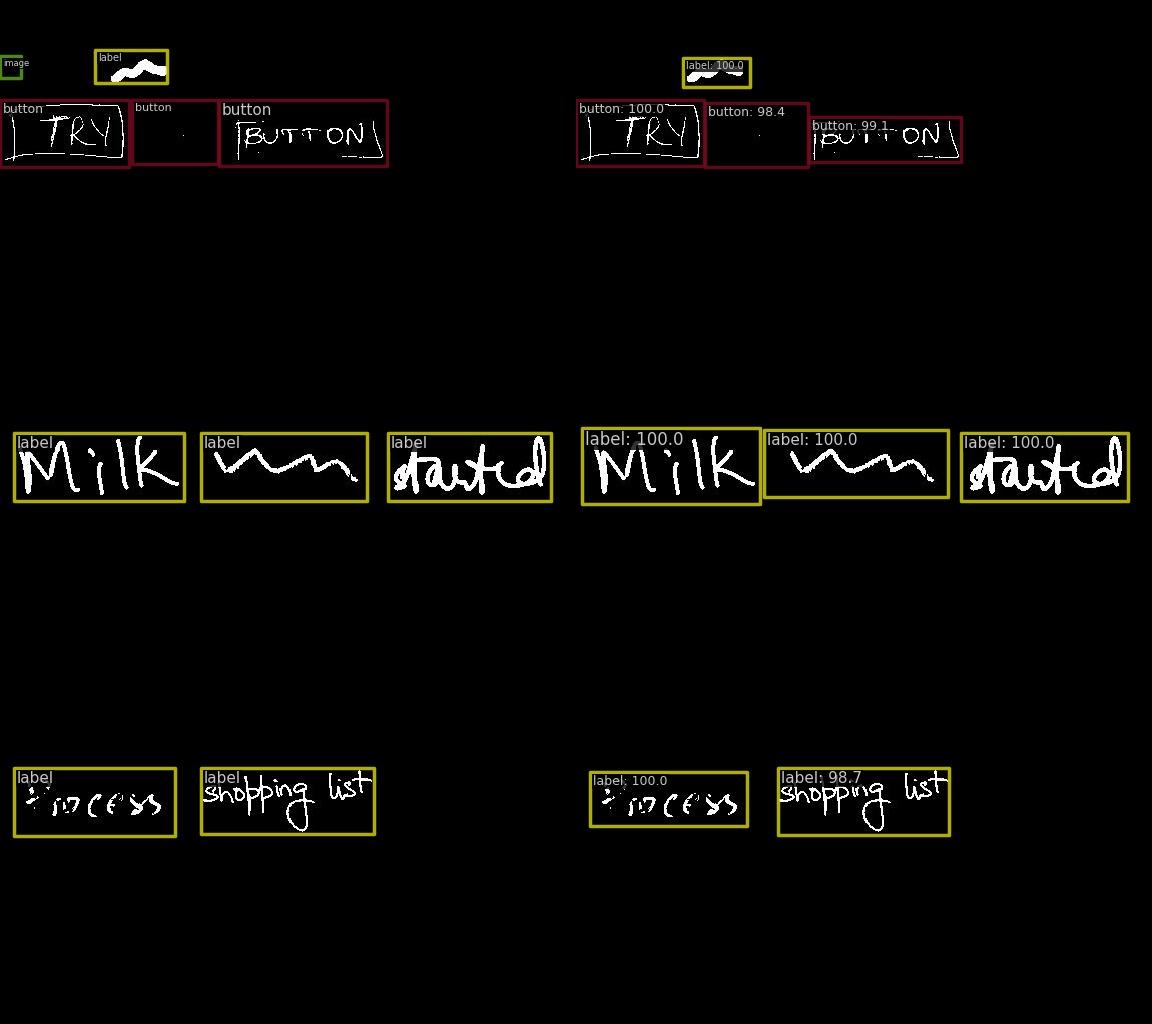 image label label: 100.0
button button button button: 100.0 button: 98.4 button: 99.1
TRY BUTTON TRY BUTTON
label label label label: 100.0 label: 100.0 label: 100.0
Milk started Milk started
label label label: 100.0 label: 98.7
shopping list shopping list